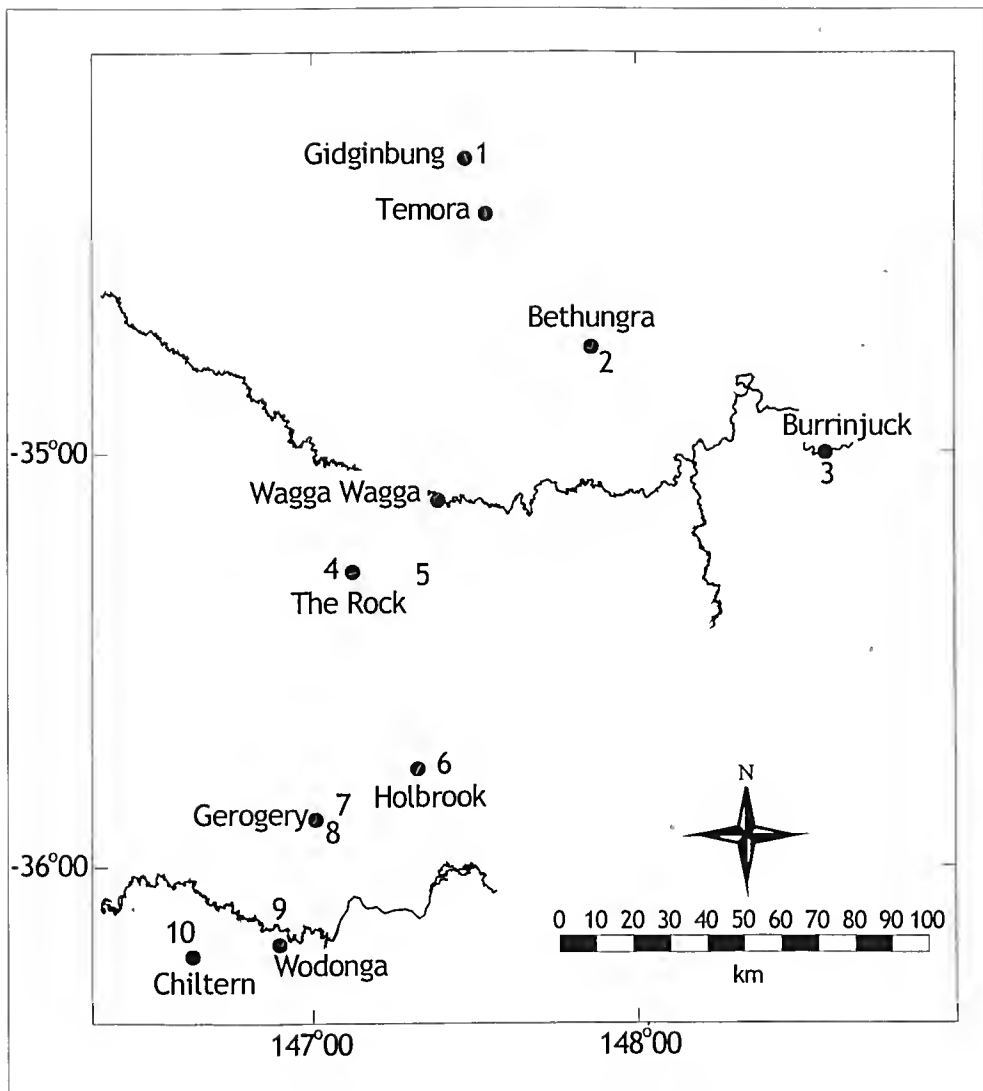 Gidginbung 1
Temora
Bethungra
2
Burrinjuck
3
-35°00
Wagga Wagga
4 5
The Rock
6
Holbrook
7
Gerogery
8
N
-36°00
9
10
Wodonga
Chiltern
0 10 20 30 40 50 60 70 80 90 100
km
147°00 148°00